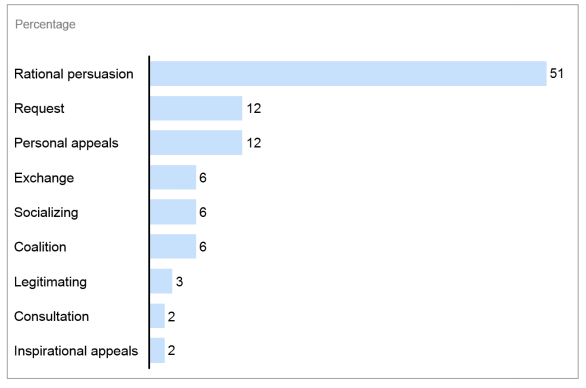 Percentage
Rational persuasion 51
Request 12
Personal appeals 12
Exchange 6
Socializing 6
Coalition 6
Legitimating 3
Consultation 2
Inspirational appeals 2